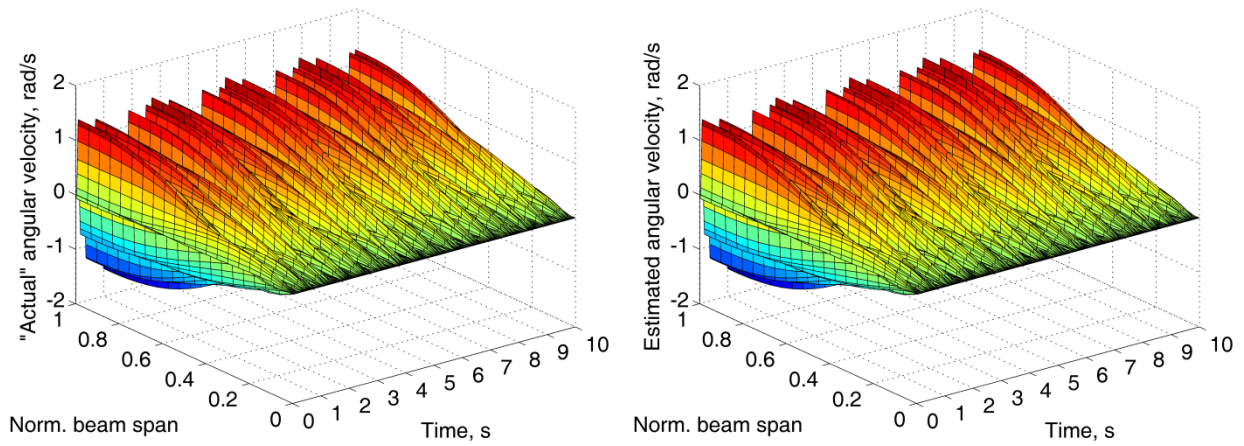 "Actual" angular velocity, rad/s
2
1
0
-1
-2
1
0.8
0.6
0.4
0.2
0
Norm. beam span
0 1 2 3 4 5 6 7 8 9 10
Time, s
Estimated angular velocity, rad/s
2
1
0
-1
-2
1
0.8
0.6
0.4
0.2
0
Norm. beam span
0 1 2 3 4 5 6 7 8 9 10
Time, s